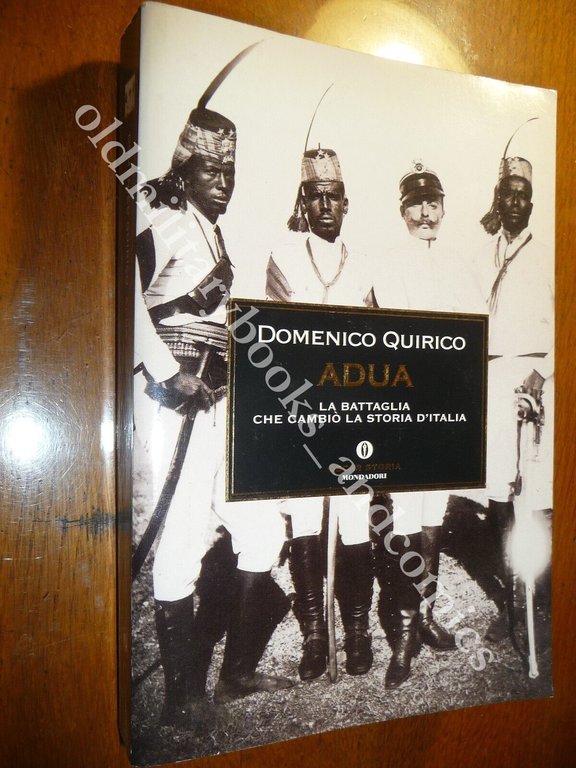 DOMENICO QUIRICO
ADUA
LA BATTAGLIA
CHE CAMBIÒ LA STORIA D'ITALIA
STORIA
MONDADORI
oldmilitarybooks_andcomics